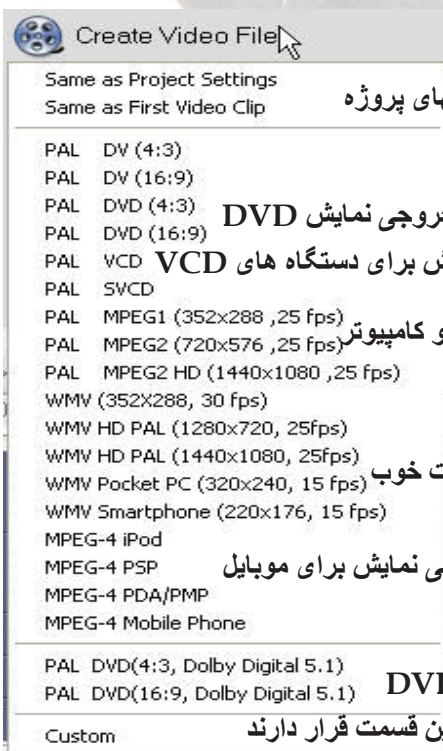 Create Video File
Same as Project Settings
Same as First Video Clip
های پروژه
PAL DV (4:3)
PAL DV (16:9)
PAL DVD (4:3)
PAL DVD (16:9)
نمایش DVD
PAL VCD
برای دستگاه های VCD
PAL SVCD
PAL MPEG1 (352x288 ,25 fps)
PAL MPEG2 (720x576 ,25 fps)
و کامپیوتر
PAL MPEG2 HD (1440x1080 ,25 fps)
WMV (352X288, 30 fps)
WMV HD PAL (1280x720, 25fps)
WMV HD PAL (1440x1080, 25fps)
WMV Pocket PC (320x240, 15 fps)
خوب
WMV Smartphone (220x176, 15 fps)
MPEG-4 iPod
MPEG-4 PSP
نمایش برای موبایل
MPEG-4 PDA/PMP
MPEG-4 Mobile Phone
PAL DVD(4:3, Dolby Digital 5.1)
PAL DVD(16:9, Dolby Digital 5.1)
Custom
قسمت قرار دارند